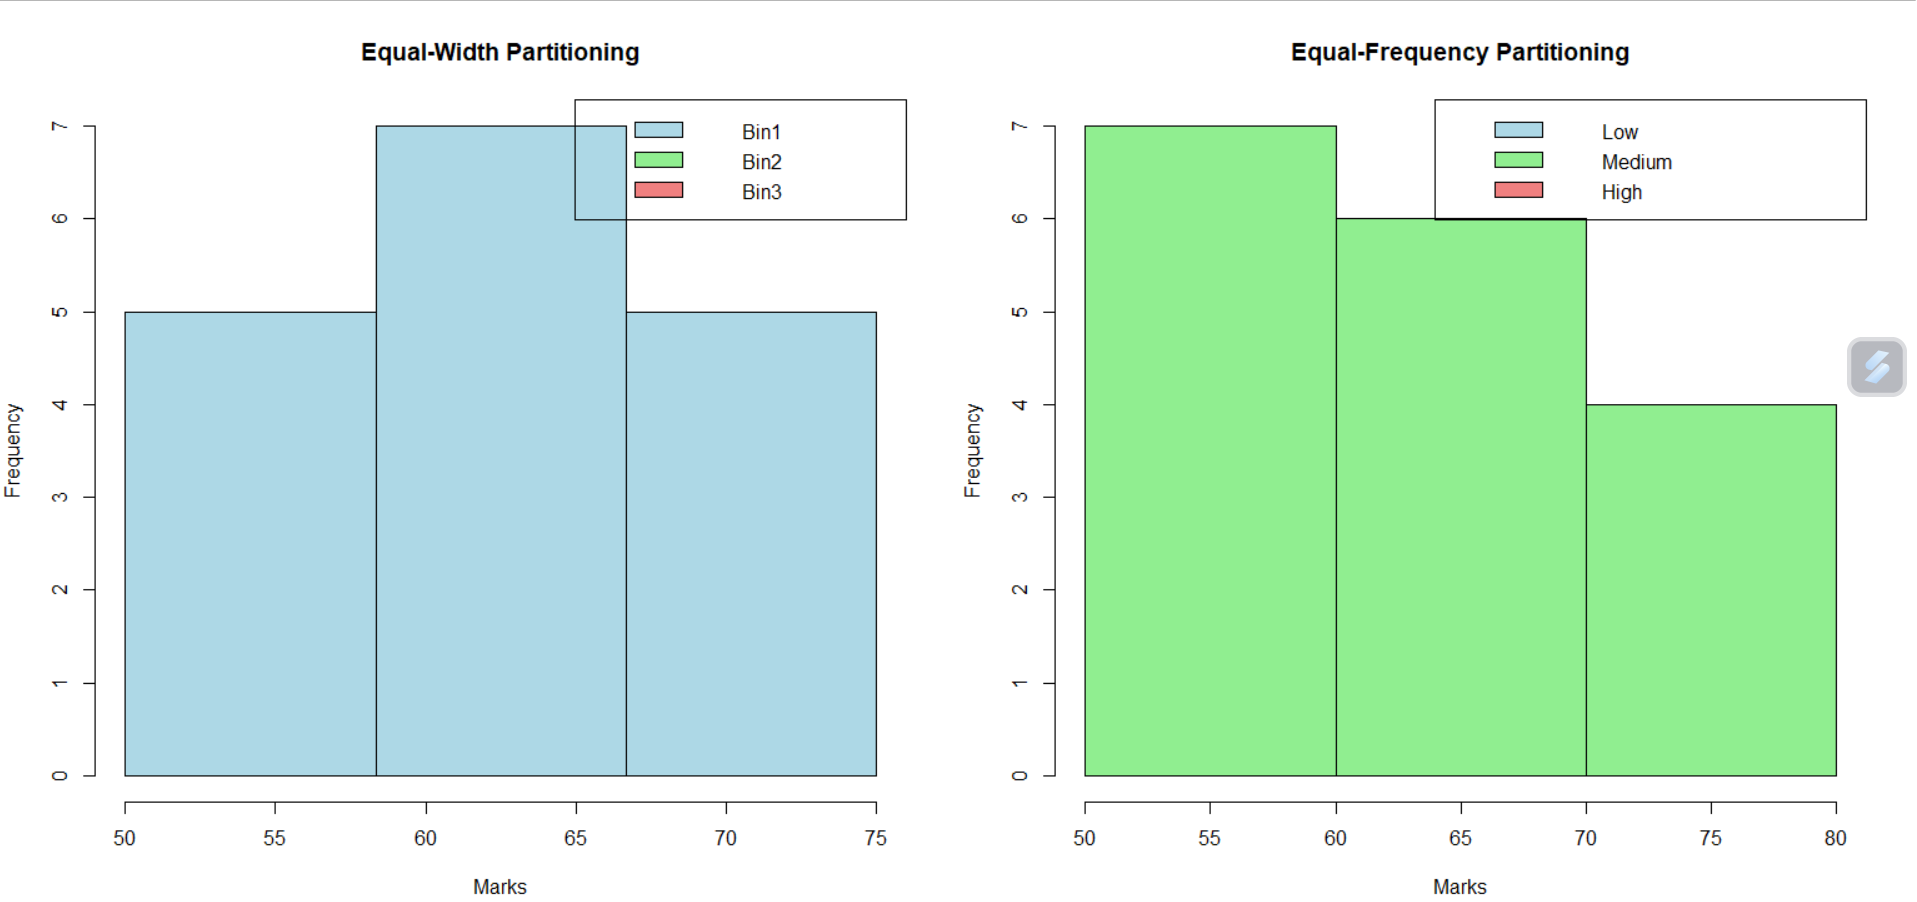 Equal-Width Partitioning
Bin1
Bin2
Bin3
7
6
5
4
3
2
1
0
Frequency
50 55 60 65 70 75
Marks
Equal-Frequency Partitioning
Low
Medium
High
7
6
5
4
3
2
1
0
Frequency
50 55 60 65 70 75 80
Marks